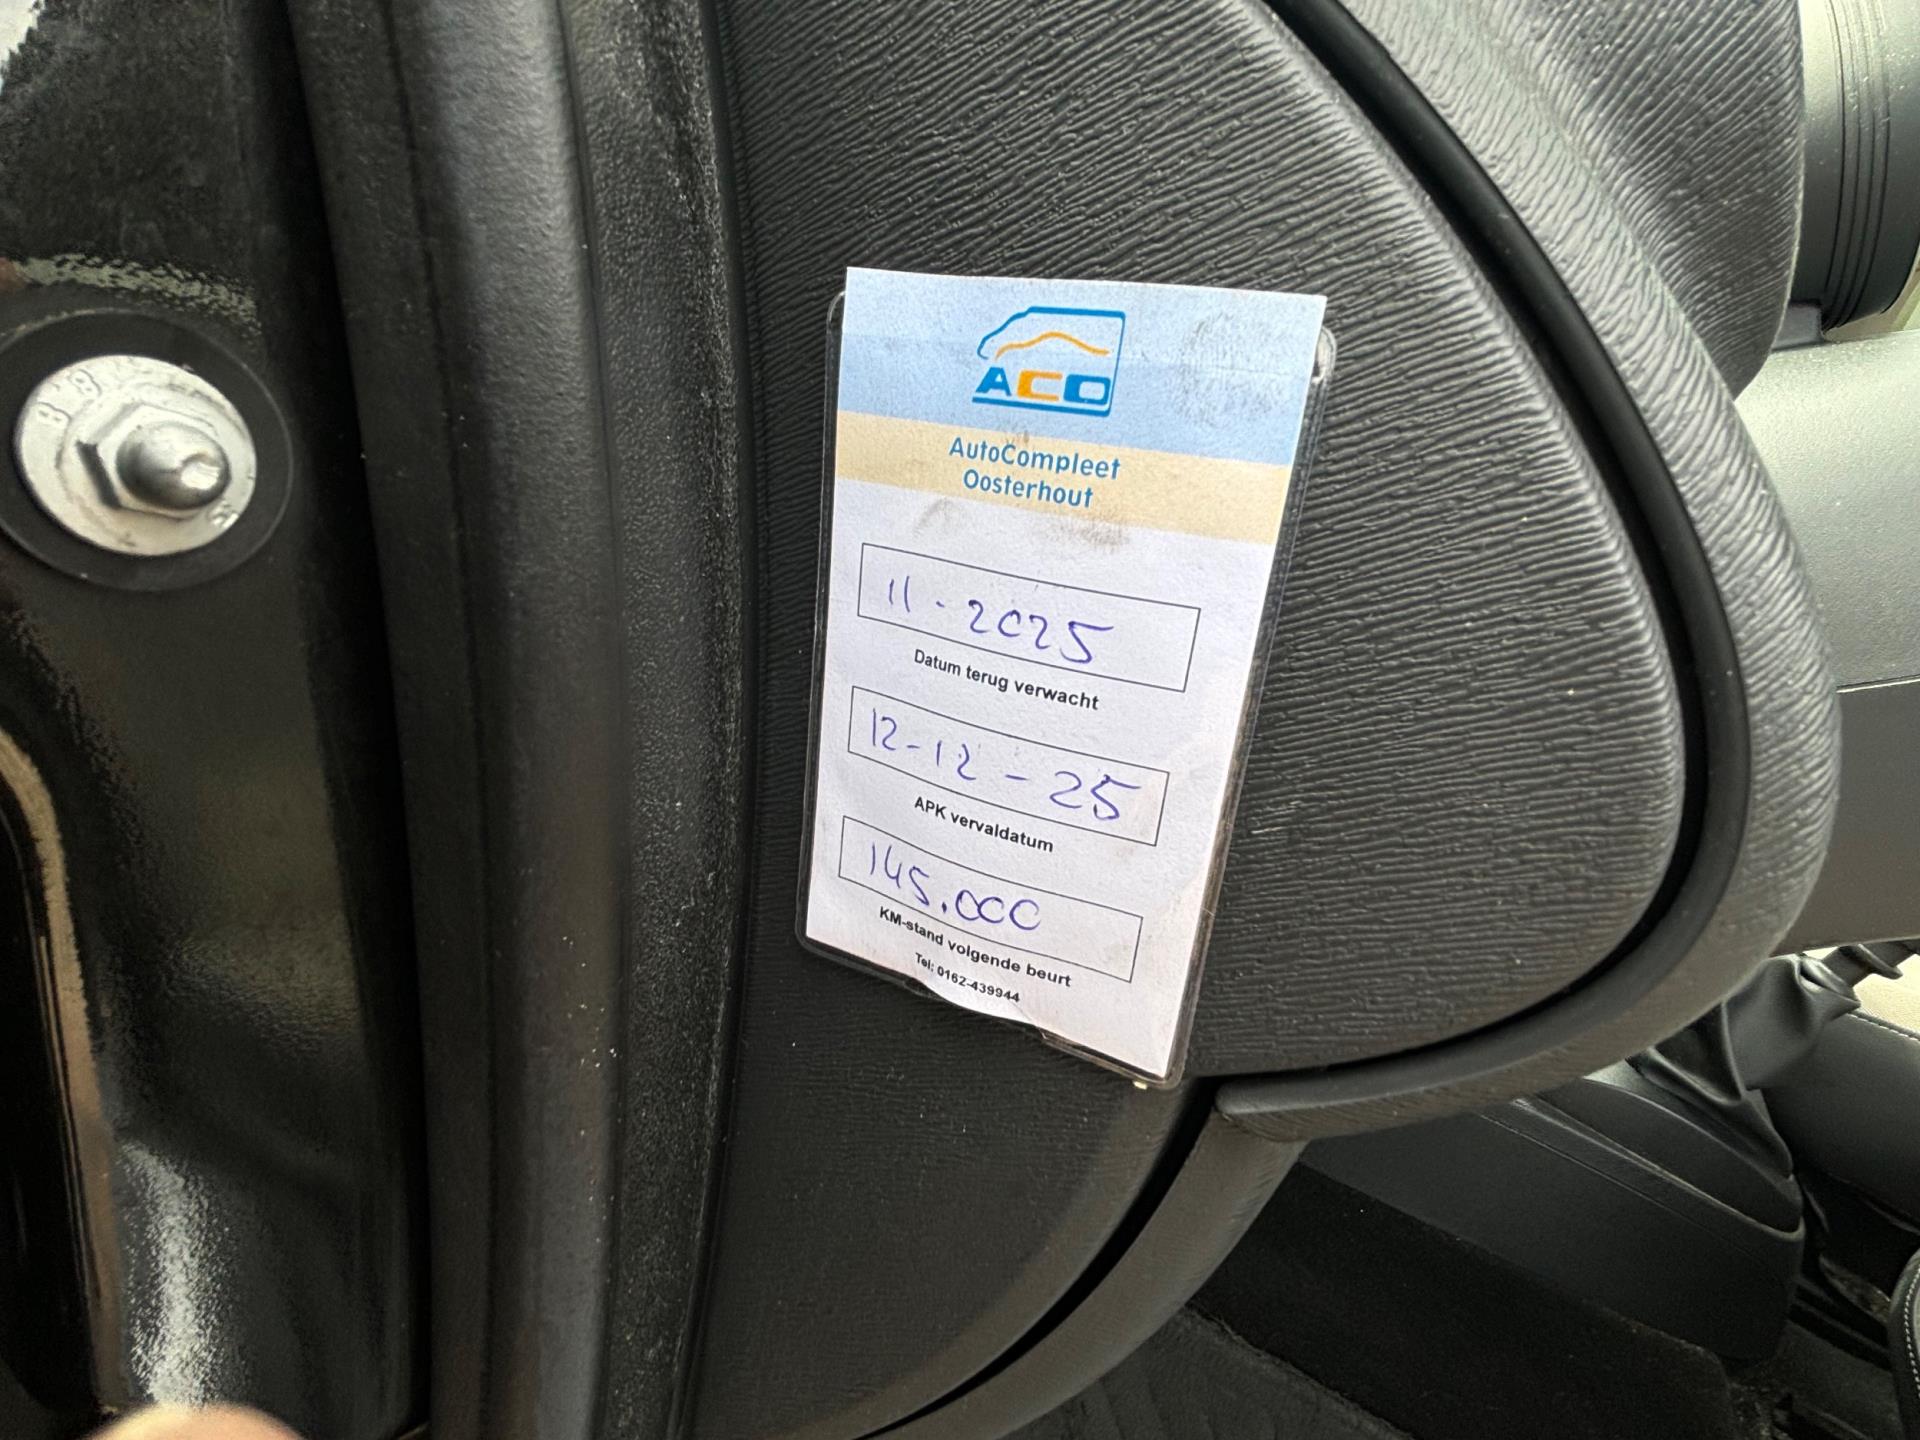 ACO
AutoCompleet
Oosterhout
11-2025
Datum terug verwacht
12-12-25
APK vervaldatum
145.000
KM-stand volgende beurt
Tel: 0162-439944